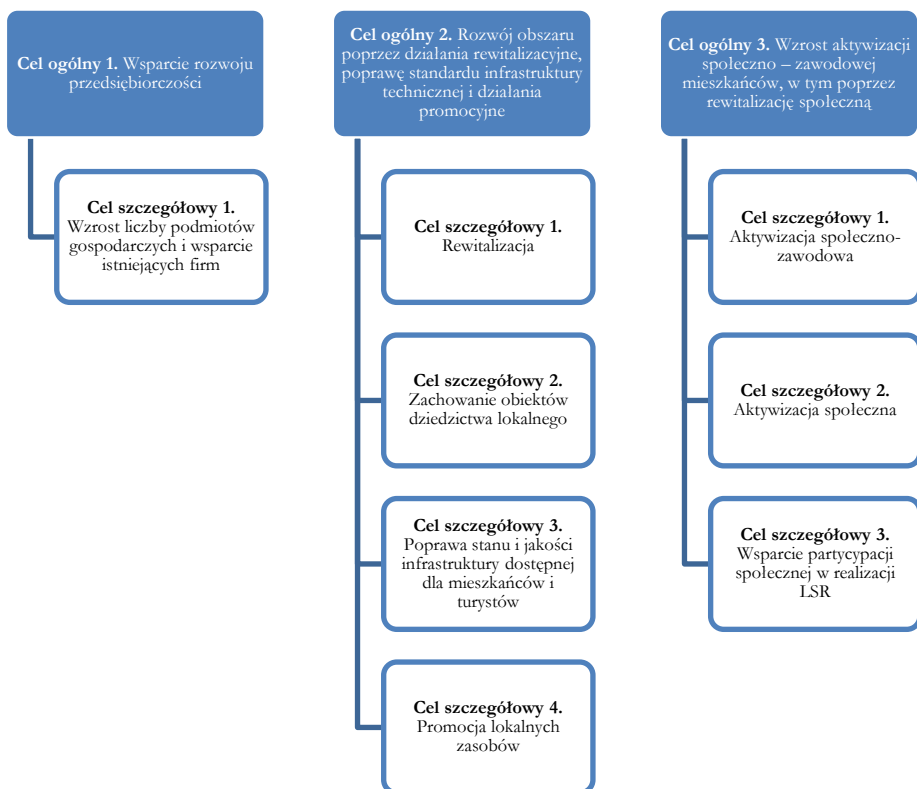 Cel ogólny 1. Wsparcie rozwoju
przedsiębiorczości
Cel szczegółowy 1.
Wzrost liczby podmiotów
gospodarczych i wsparcie
istniejących firm
Cel ogólny 2. Rozwój obszaru
poprzez działania rewitalizacyjne,
poprawę standardu infrastruktury
technicznej i działania
promocyjne
Cel szczegółowy 1.
Rewitalizacja
Cel szczegółowy 2.
Zachowanie obiektów
dziedzictwa lokalnego
Cel szczegółowy 3.
Poprawa stanu i jakości
infrastruktury dostępnej
dla mieszkańców i
turystów
Cel szczegółowy 4.
Promocja lokalnych
zasobów
Cel ogólny 3. Wzrost aktywizacji
społeczno – zawodowej
mieszkańców, w tym poprzez
rewitalizację społeczną
Cel szczegółowy 1.
Aktywizacja społeczno-
zawodowa
Cel szczegółowy 2.
Aktywizacja społeczna
Cel szczegółowy 3.
Wsparcie partycypacji
społecznej w realizacji
LSR